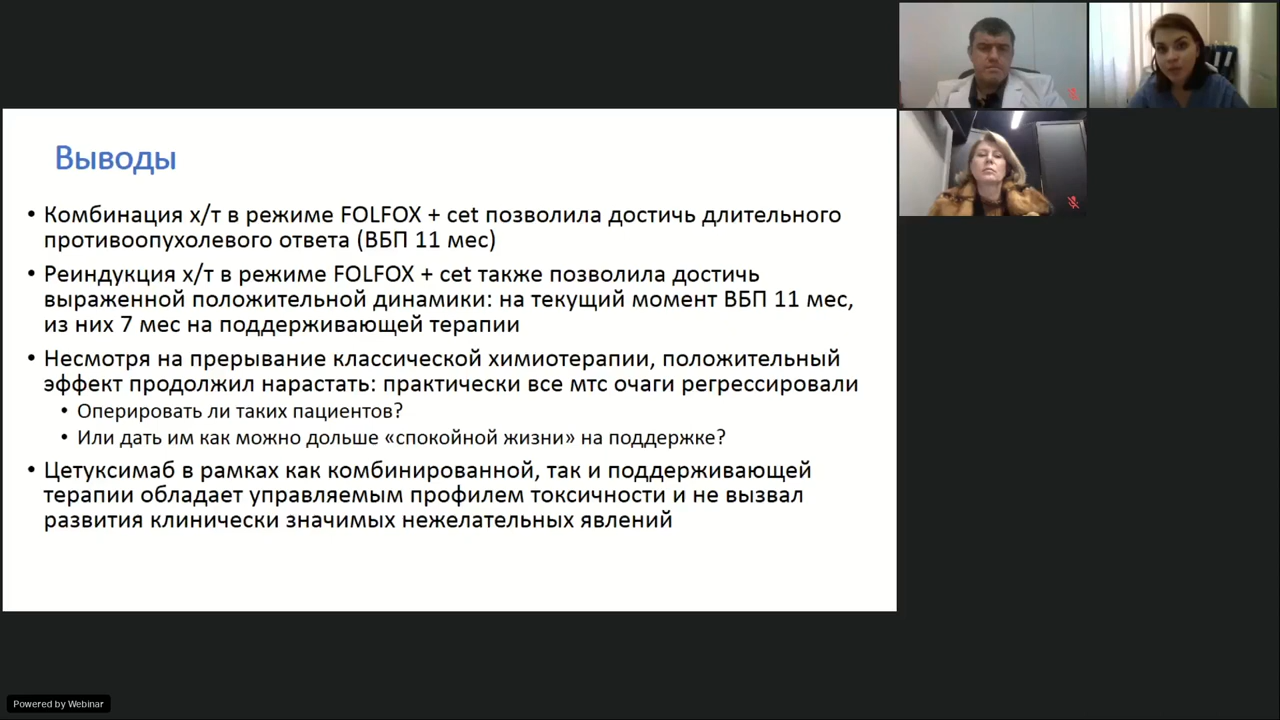 Выводы
• Комбинация х/т в режиме FOLFOX + cet позволила достичь длительного
противоопухолевого ответа (ВБП 11 мес)
• Реиндукция х/т в режиме FOLFOX + cet также позволила достичь
выраженной положительной динамики: на текущий момент ВБП 11 мес,
из них 7 мес на поддерживающей терапии
• Несмотря на прерывание классической химиотерапии, положительный
эффект продолжил нарастать: практически все мтс очаги регрессировали
• Оперировать ли таких пациентов?
• Или дать им как можно дольше «спокойной жизни» на поддержке?
• Цетуксимаб в рамках как комбинированной, так и поддерживающей
терапии обладает управляемым профилем токсичности и не вызвал
развития клинически значимых нежелательных явлений
Powered by Webinar